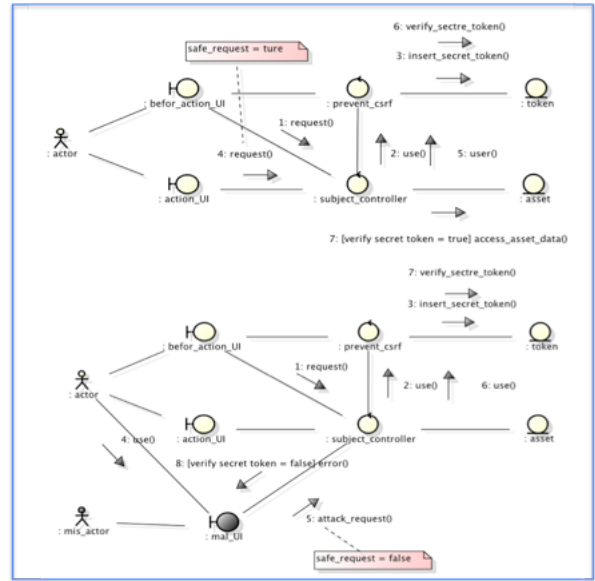 6: verify_sectre_token()
safe_request = ture
3: insert_secret_token()
: befor_action_UI
: prevent_csrf
: token
1: request()
: actor
4: request()
2: use()
5: user()
: action_UI
: subject_controller
: asset
7: [verify secret token = true] access_asset_data()
7: verify_sectre_token()
3: insert_secret_token()
: befor_action_UI
: prevent_csrf
: token
1: request()
: actor
2: use()
6: use()
4: use()
: action_UI
: subject_controller
: asset
8: [verify secret token = false] error()
5: attack_request()
: mis_actor
: mal_UI
safe_request = false